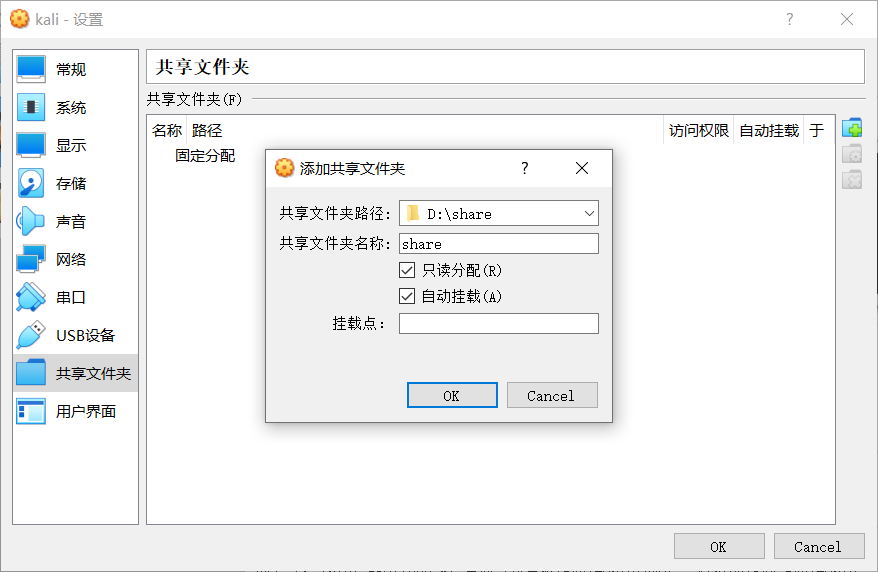 kali - 设置
常规
系统
显示
存储
声音
网络
串口
USB设备
共享文件夹
用户界面
共享文件夹
共享文件夹(F)
名称 路径 访问权限 自动挂载 于
固定分配
添加共享文件夹
共享文件夹路径: D:\share
共享文件夹名称: share
只读分配(R)
自动挂载(A)
挂载点:
OK Cancel
OK Cancel